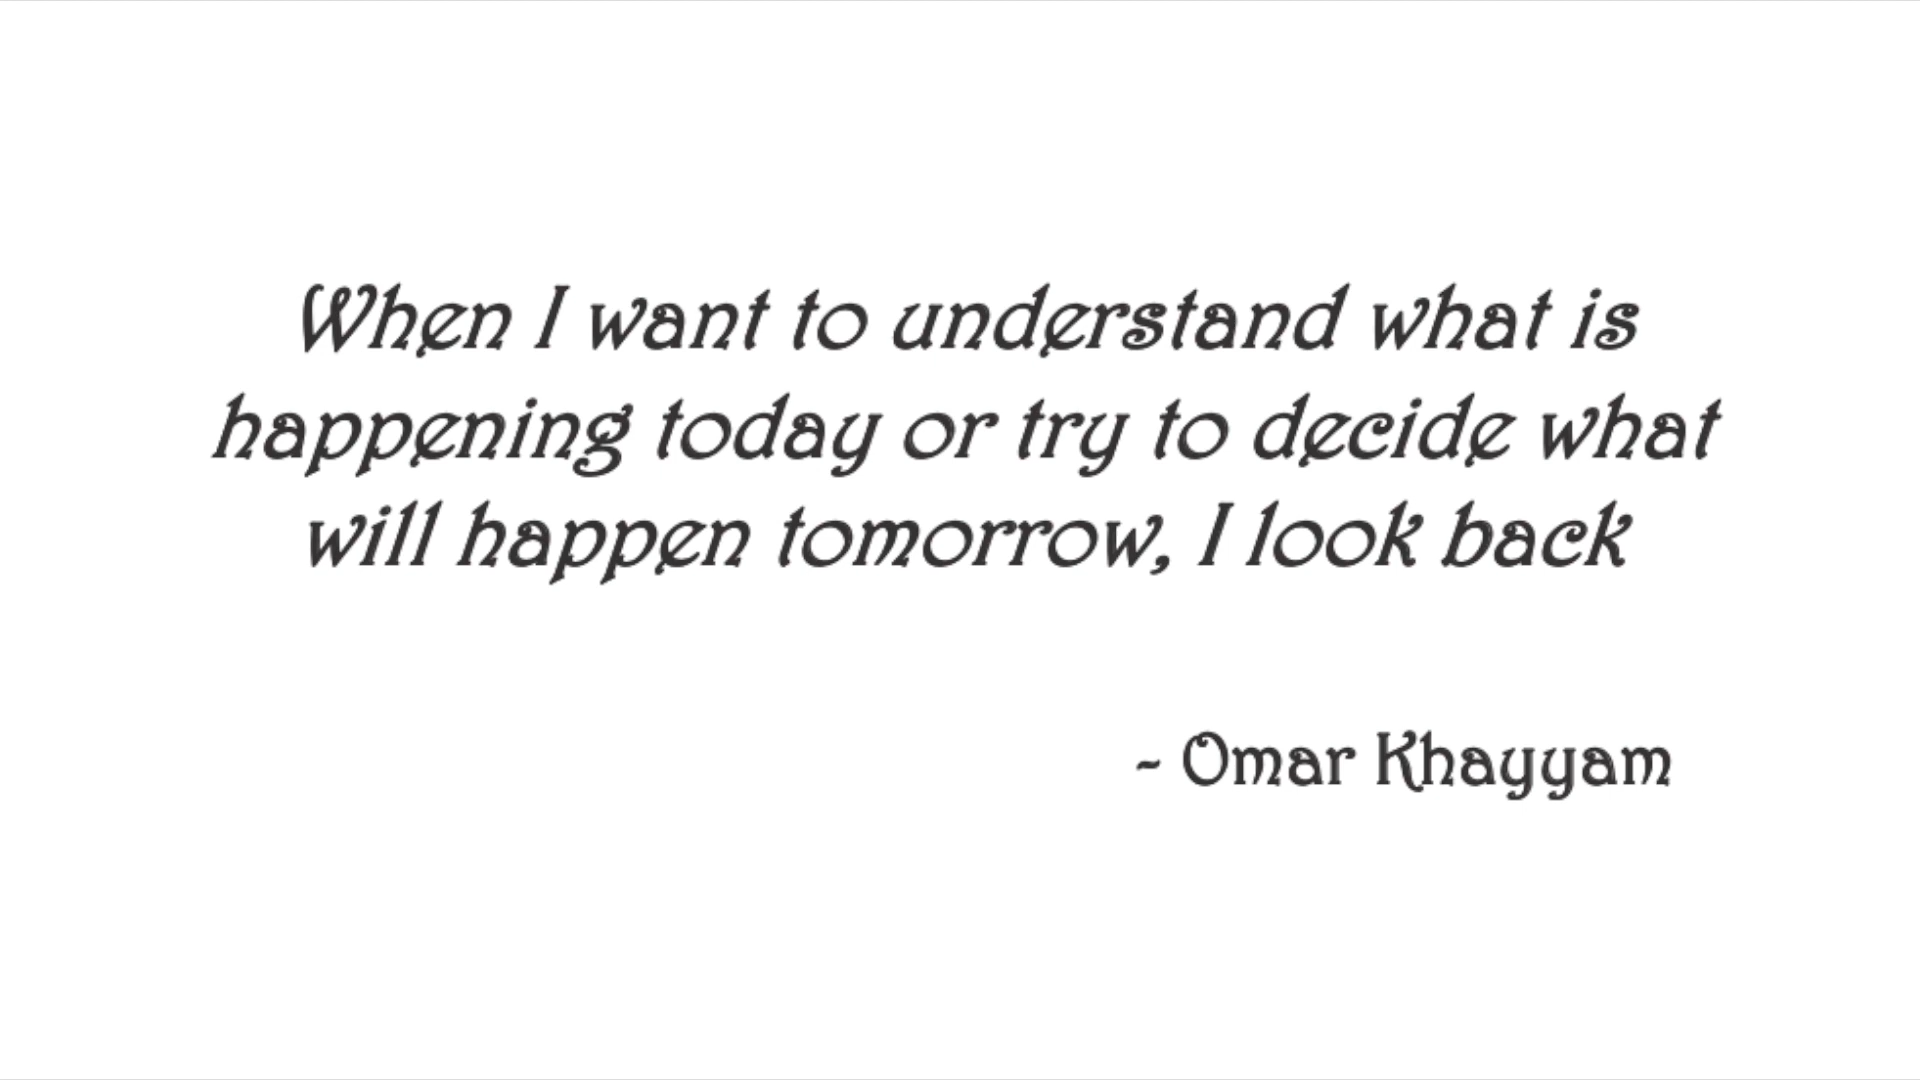 When I want to understand what is
happening today or try to decide what
will happen tomorrow, I look back
- Omar Khayyam